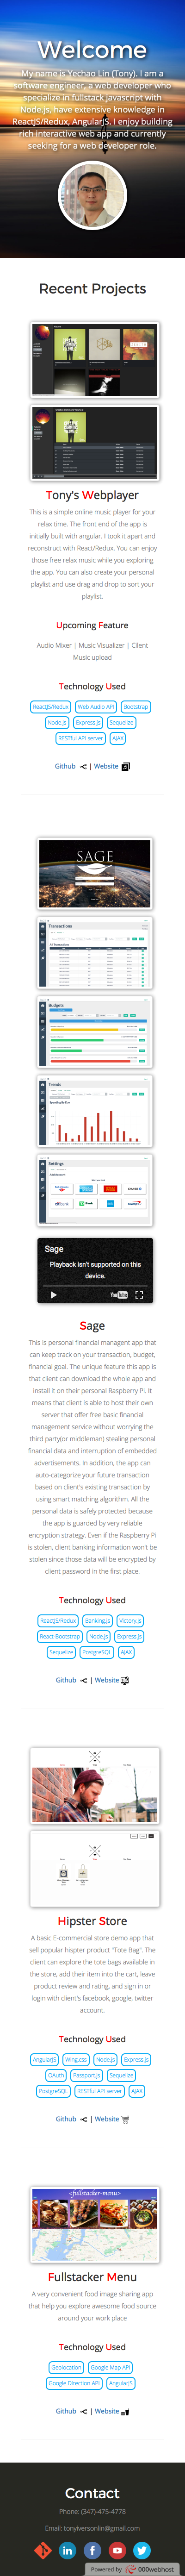 Welcome
My name is Yechao Lin (Tony). I am a
software engineer, a web developer who
specialize in fullstack javascript with
Node.js, have extensive knowledge in
ReactJS/Redux, AngularJS. I enjoy building
rich interactive web app and currently
seeking for a web developer role.
Recent Projects
Tony's Webplayer
This is a simple online music player for your
relax time. The front end of the app is
initially built with angular. I took it apart and
reconstruct with React/Redux. You can enjoy
those free relax music while you exploring
the app. You can also create your personal
playlist and use drag and drop to sort your
playlist.
Upcoming Feature
Audio Mixer | Music Visualizer | Client
Music upload
Technology Used
ReactJS/Redux Web Audio API Bootstrap
Node.js Express.js Sequelize
RESTful API server AJAX
Github | Website
SAGE
Transactions
Budgets
Trends
Settings
Sage
Playback isn't supported on this
device.
YouTube
Sage
This is personal financial managent app that
can keep track on your transaction, budget,
financial goal. The unique feature this app is
that client can download the whole app and
install it on their personal Raspberry Pi. It
means that client is able to host their own
server that offer free basic financial
management service without worrying the
third party(or middleman) stealing personal
financial data and interruption of embedded
advertisements. In addition, the app can
auto-categorize your future transaction
based on client's existing transaction by
using smart matching algorithm. All the
personal data is safely protected because
the app is guarded by very reliable
encryption strategy. Even if the Raspberry PI
is stolen, client banking information won't be
stolen since those data will be encrypted by
client password in the first place.
Technology Used
ReactJS/Redux Banking.js Victory.js
React-Bootstrap Node.js Express.js
Sequelize PostgreSQL AJAX
Github | Website
Hipster Store
A basic E-commercial store demo app that
sell popular hispter product "Tote Bag". The
client can explore the tote bags available in
the store, add their item into the cart, leave
product review and rating, and sign in or
login with client's facebook, google, twitter
account.
Technology Used
AngularJS Wing.css Node.js Express.js
OAuth Passport.js Sequelize
PostgreSQL RESTful API server AJAX
Github | Website
<fullstacker-menu>
Fullstacker Menu
A very convenient food image sharing app
that help you explore awesome food source
around your work place
Technology Used
Geolocation Google Map API
Google Direction API AngularJS
Github | Website
Contact
Phone: (347)-475-4778
Email: tonyiversonlin@gmail.com
Powered by 000webhost